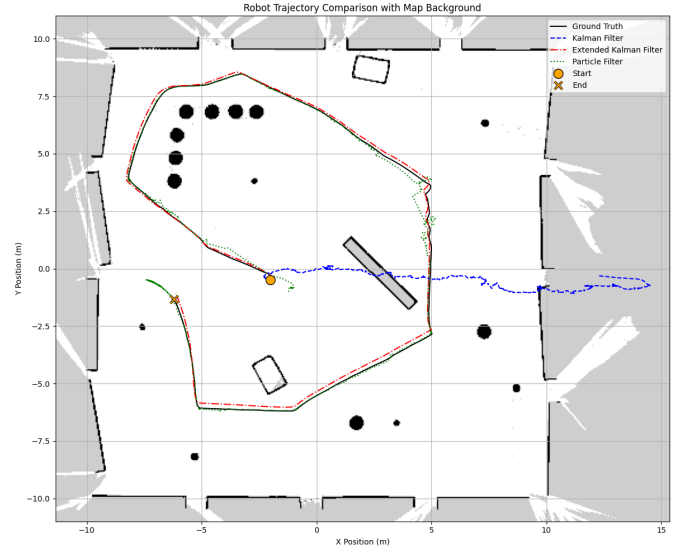 Robot Trajectory Comparison with Map Background
Ground Truth
Kalman Filter
Extended Kalman Filter
Particle Filter
Start
End
10.0
7.5
5.0
2.5
0.0
−2.5
−5.0
−7.5
−10.0
Y Position (m)
−10
−5
0
5
10
15
X Position (m)